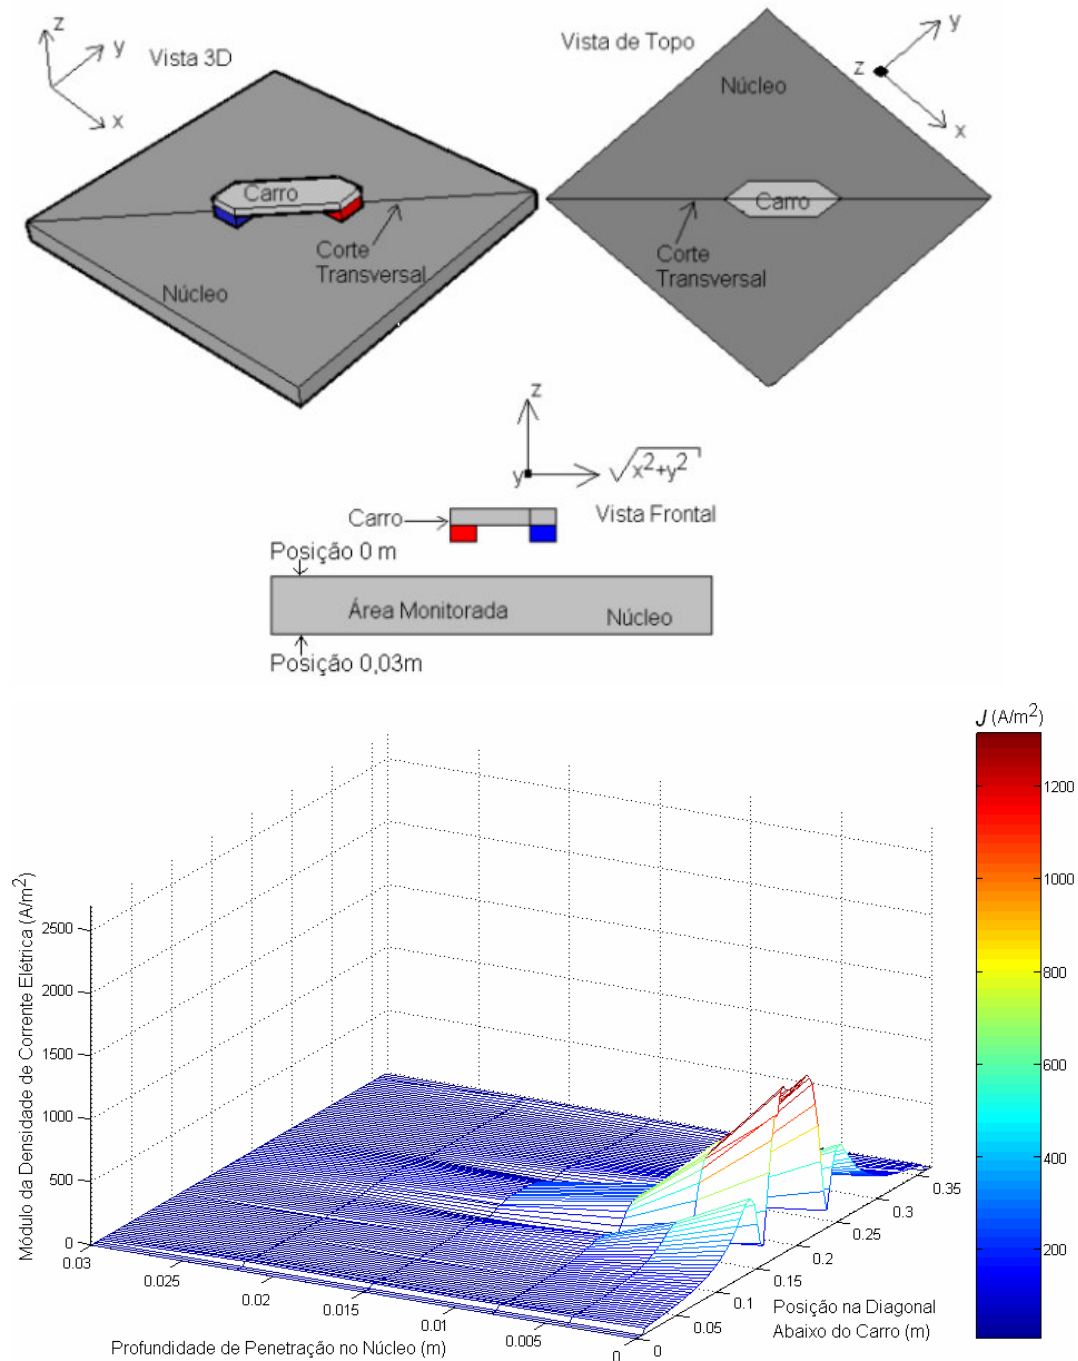 z
y
x
Vista 3D
Carro
Corte
Transversal
Núcleo
Vista de Topo
y
z
x
Núcleo
Carro
Corte
Transversal
z
y
√x²+y²
Carro
Vista Frontal
Posição 0 m
Área Monitorada
Núcleo
Posição 0,03m
J (A/m²)
1200
1000
800
600
400
200
Módulo da Densidade de Corrente Elétrica (A/m²)
2500
2000
1500
1000
500
0
0.03
0.025
0.02
0.015
0.01
0.005
0
Profundidade de Penetração no Núcleo (m)
0
0.05
0.1
0.15
0.2
0.25
0.3
0.35
Posição na Diagonal
Abaixo do Carro (m)